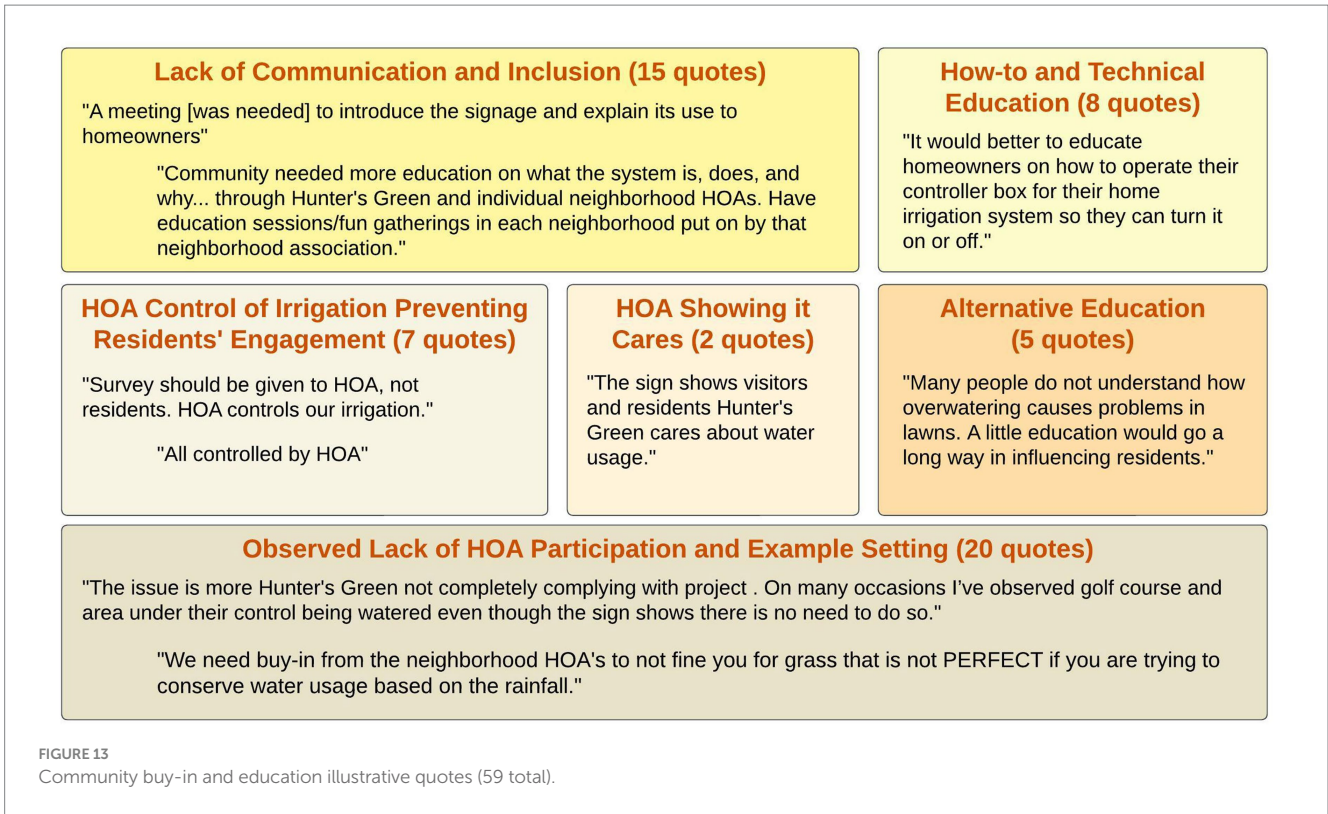 Lack of Communication and Inclusion (15 quotes)
"A meeting [was needed] to introduce the signage and explain its use to
homeowners"
"Community needed more education on what the system is, does, and
why... through Hunter's Green and individual neighborhood HOAs. Have
education sessions/fun gatherings in each neighborhood put on by that
neighborhood association."
How-to and Technical
Education (8 quotes)
"It would better to educate
homeowners on how to operate their
controller box for their home
irrigation system so they can turn it
on or off."
HOA Control of Irrigation Preventing
Residents' Engagement (7 quotes)
"Survey should be given to HOA, not
residents. HOA controls our irrigation."
"All controlled by HOA"
HOA Showing it
Cares (2 quotes)
"The sign shows visitors
and residents Hunter's
Green cares about water
usage."
Alternative Education
(5 quotes)
"Many people do not understand how
overwatering causes problems in
lawns. A little education would go a
long way in influencing residents."
Observed Lack of HOA Participation and Example Setting (20 quotes)
"The issue is more Hunter's Green not completely complying with project . On many occasions I've observed golf course and
area under their control being watered even though the sign shows there is no need to do so."
"We need buy-in from the neighborhood HOA's to not fine you for grass that is not PERFECT if you are trying to
conserve water usage based on the rainfall."
FIGURE 13
Community buy-in and education illustrative quotes (59 total).